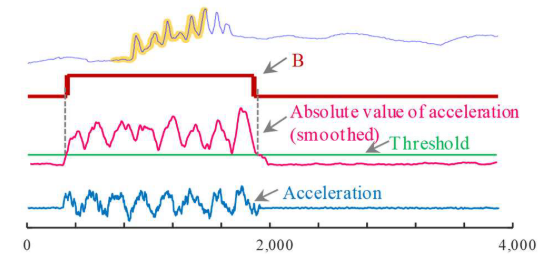 B
Absolute value of acceleration
(smoothed)
Threshold
Acceleration
0 2,000 4,000